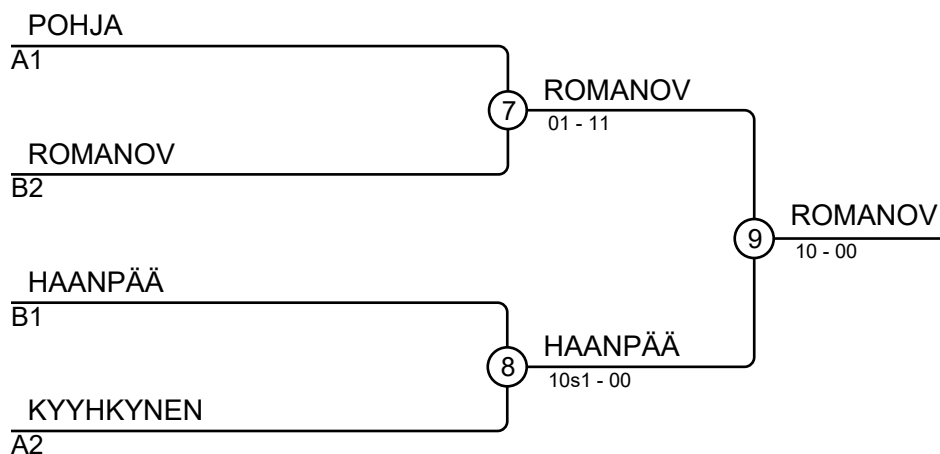 POHJA
A1
7
ROMANOV
01 - 11
ROMANOV
B2
9
ROMANOV
10 - 00
HAANPÄÄ
B1
8
HAANPÄÄ
10s1 - 00
KYYHKYNEN
A2